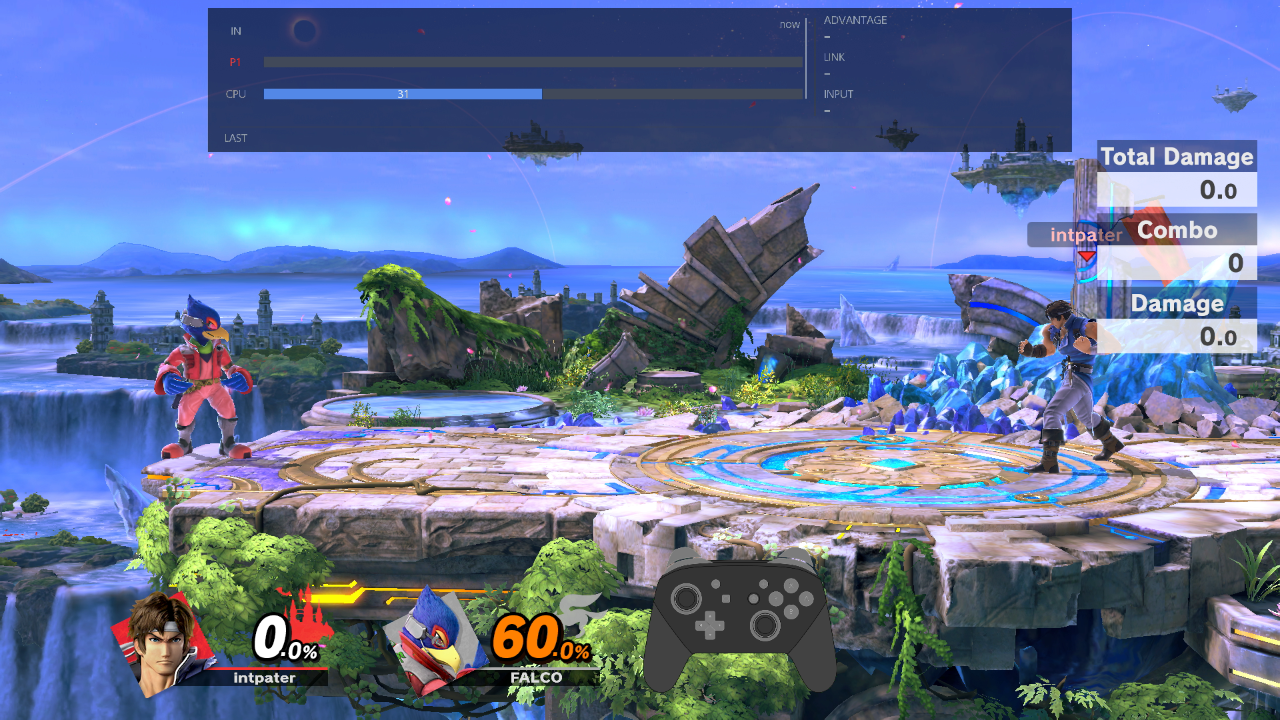 IN
now
P1
CPU
31
LAST
ADVANTAGE
–
LINK
–
INPUT
–
Total Damage
0.0
intpater
Combo
0
Damage
0.0
0.0%
intpater
60.0%
FALCO